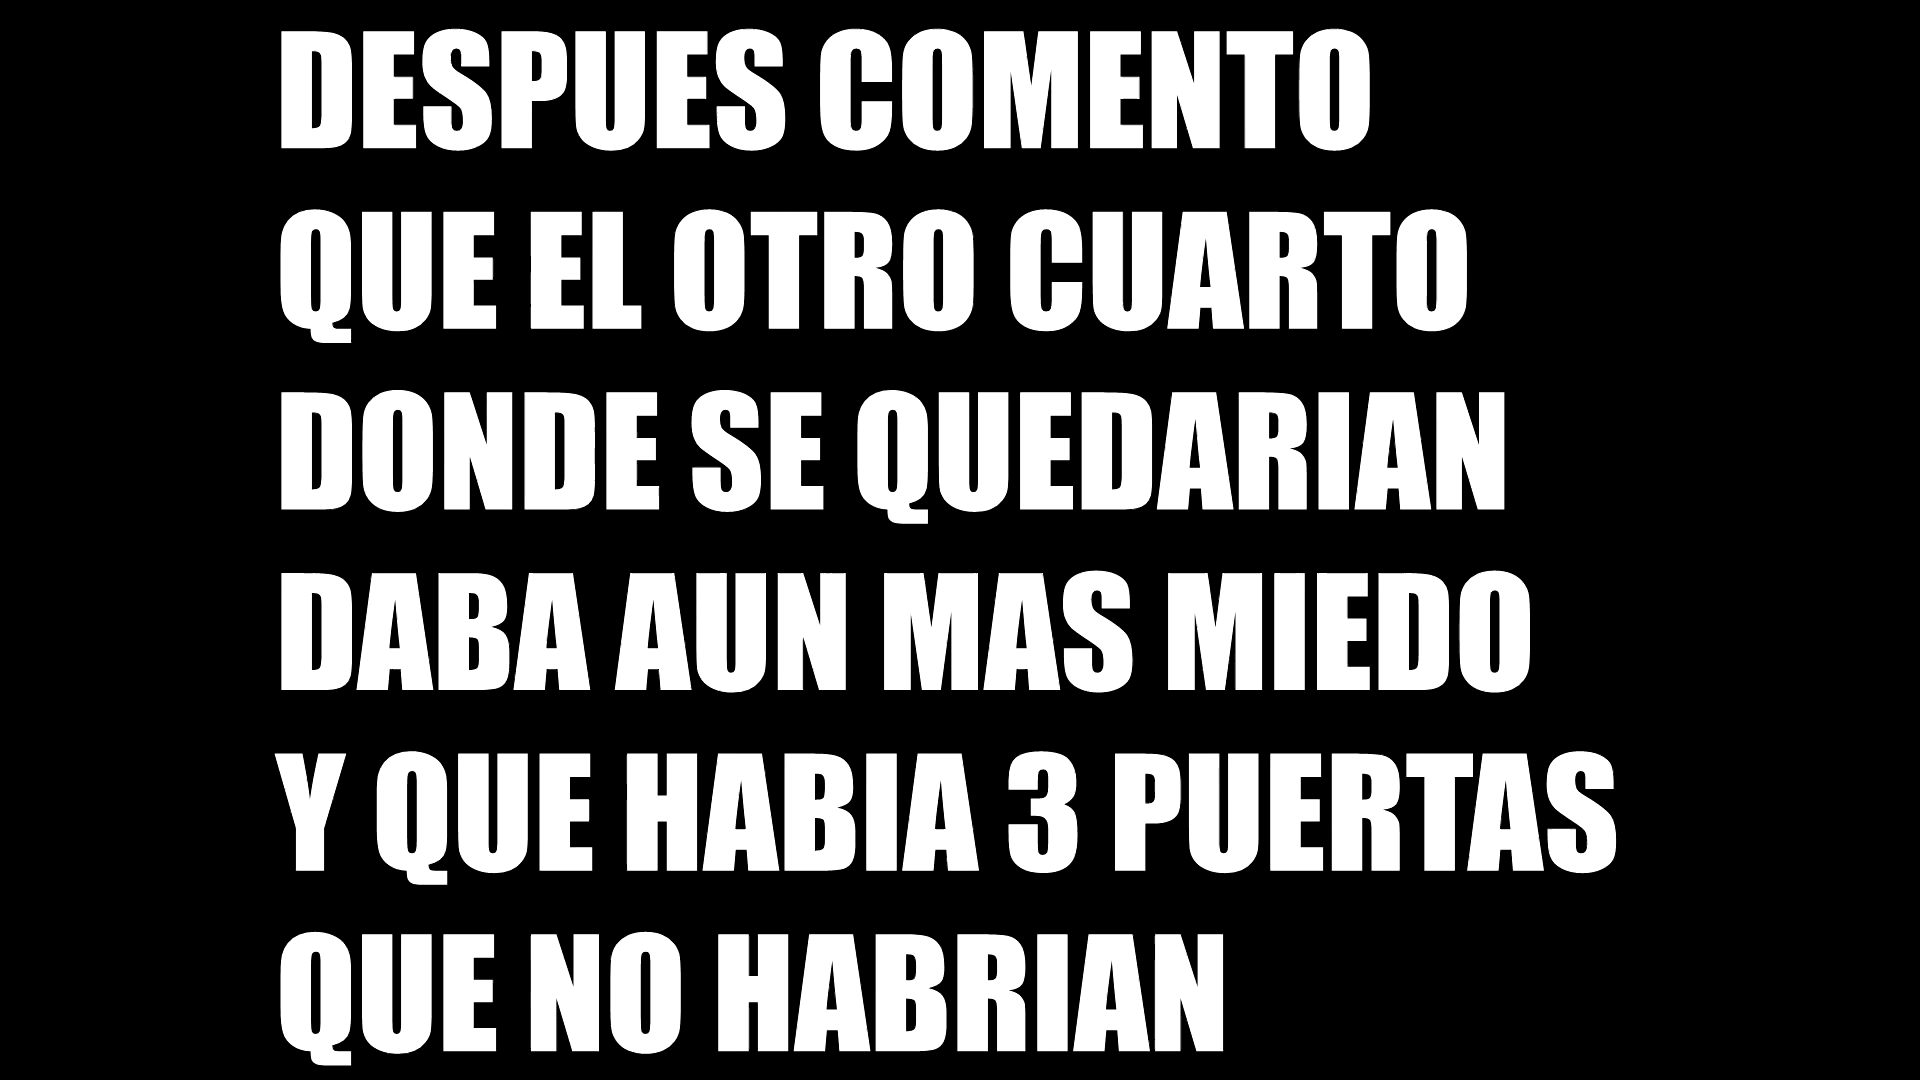 DESPUES COMENTO
QUE EL OTRO CUARTO
DONDE SE QUEDARIAN
DABA AUN MAS MIEDO
Y QUE HABIA 3 PUERTAS
QUE NO HABRIAN